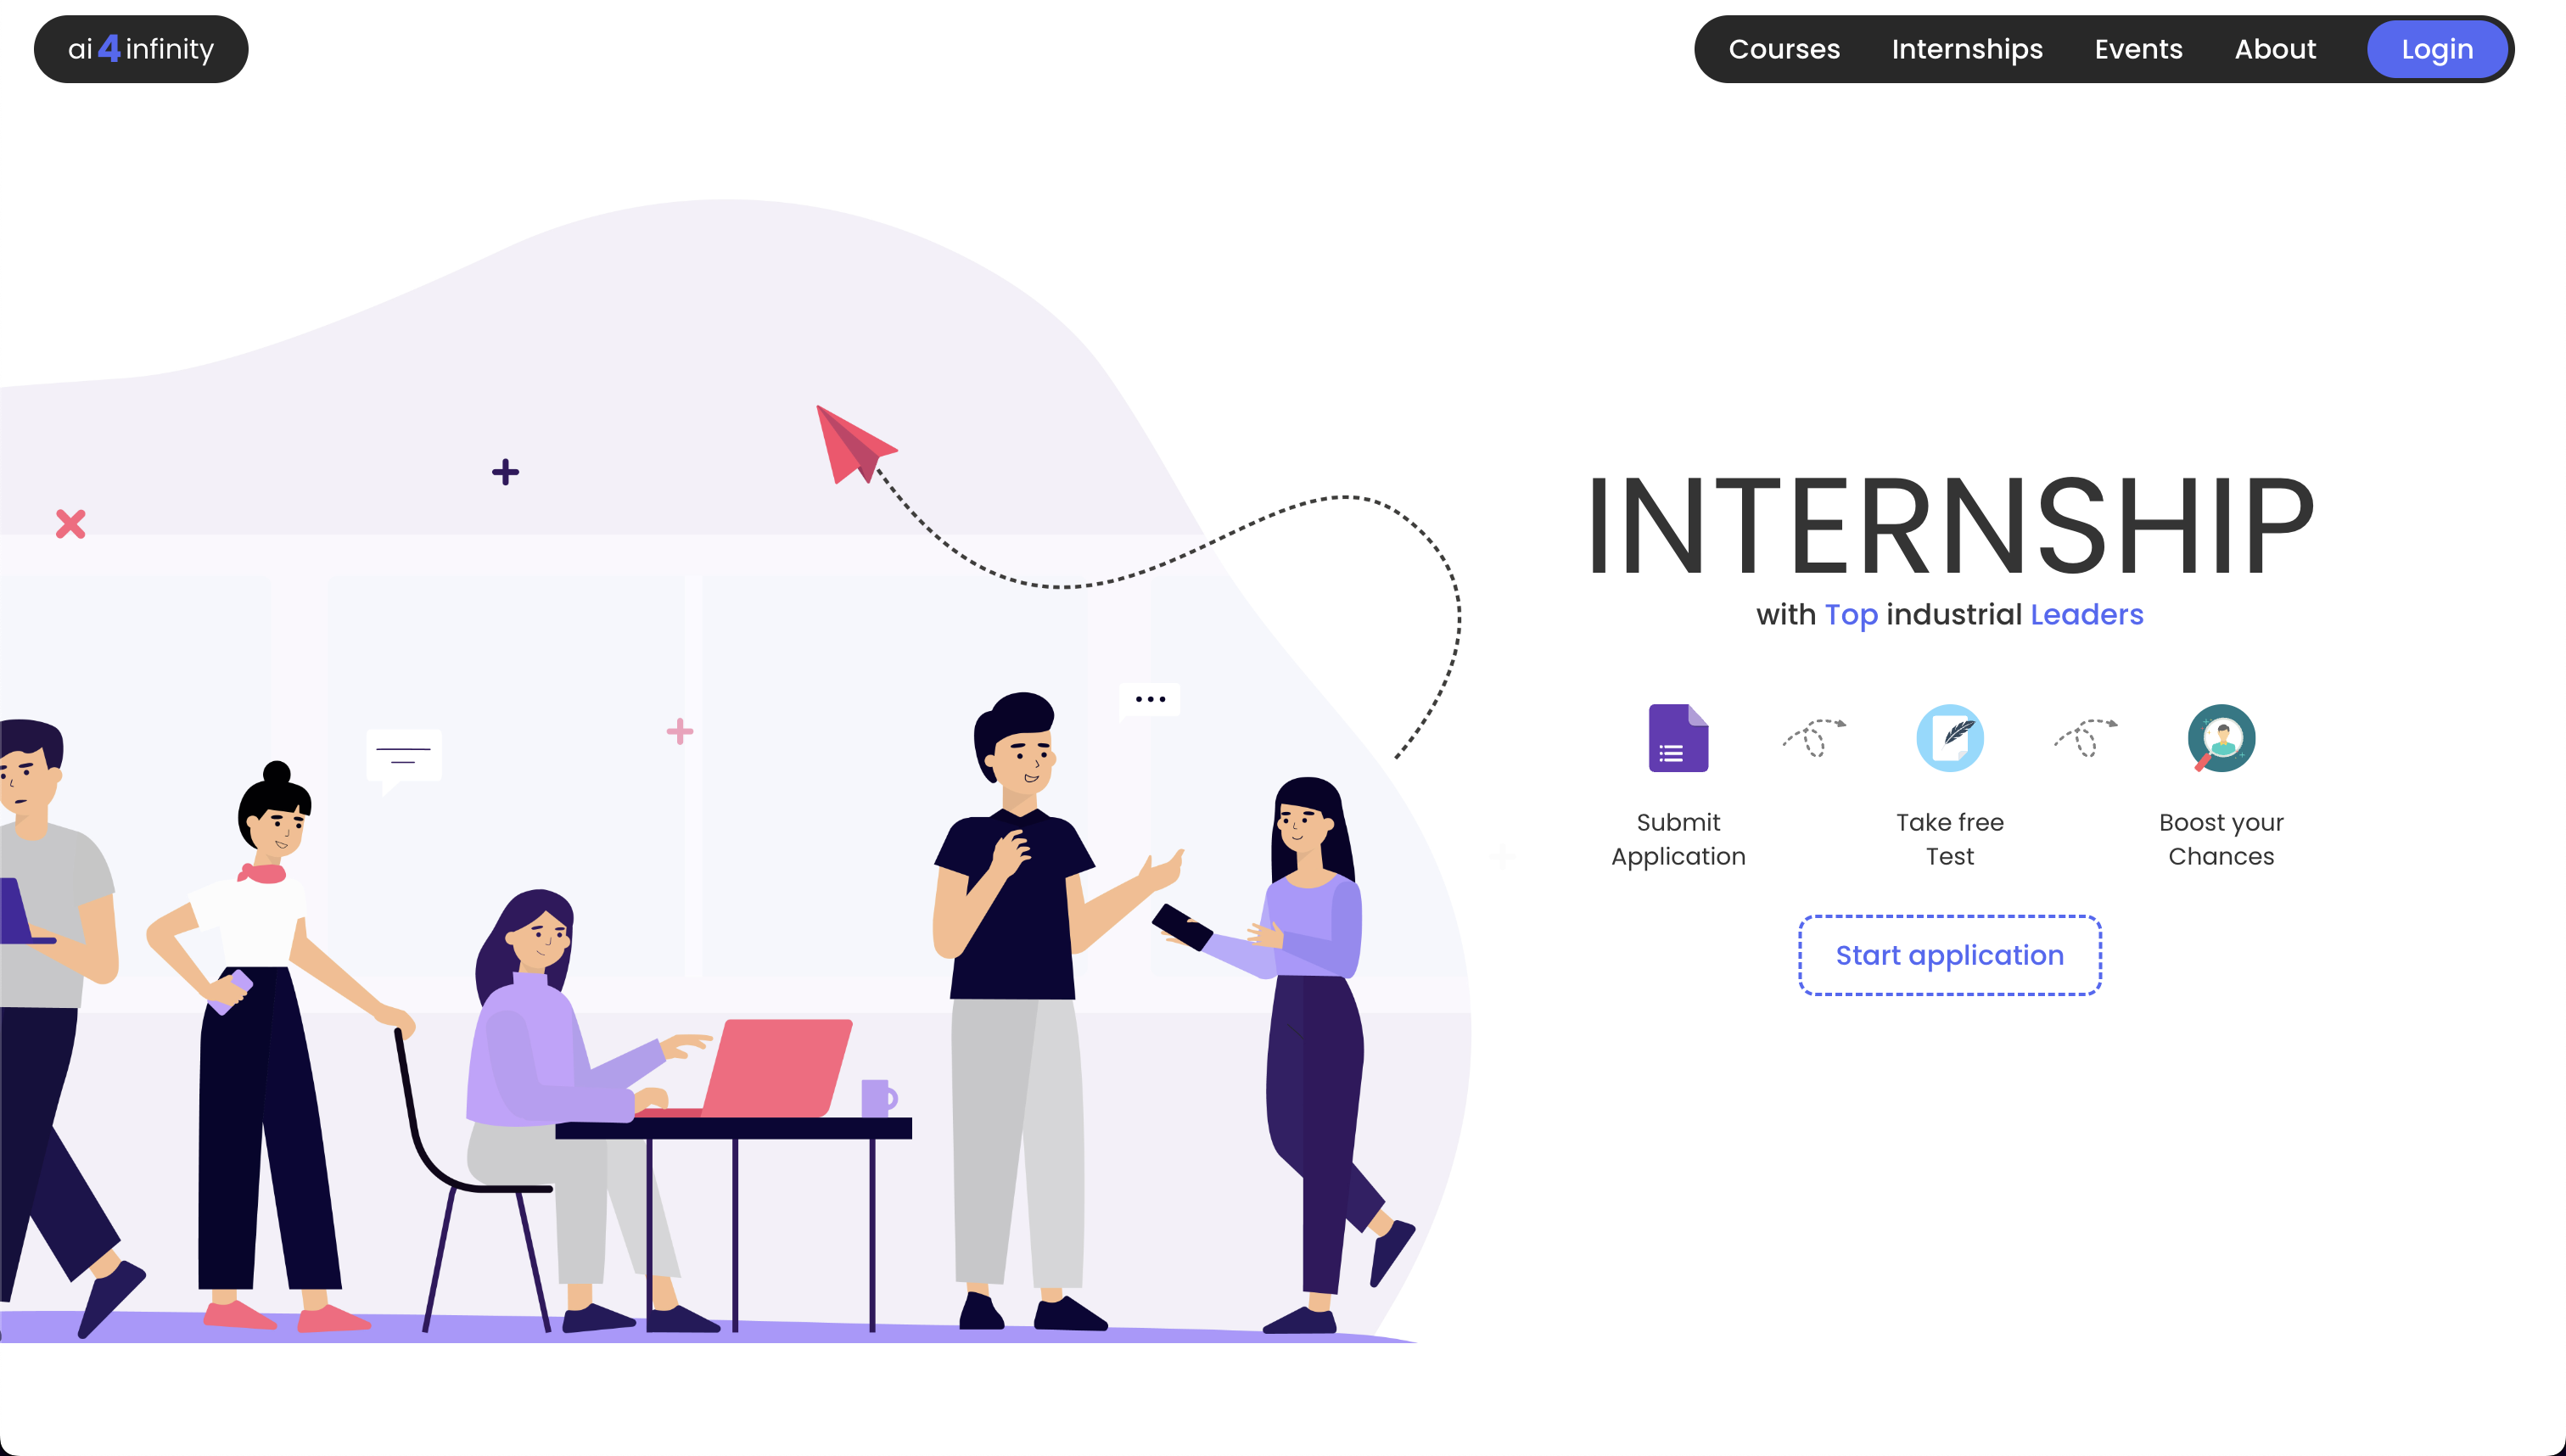 ai 4 infinity
Courses Internships Events About Login
INTERNSHIP
with Top industrial Leaders
Submit
Application
Take free
Test
Boost your
Chances
Start application